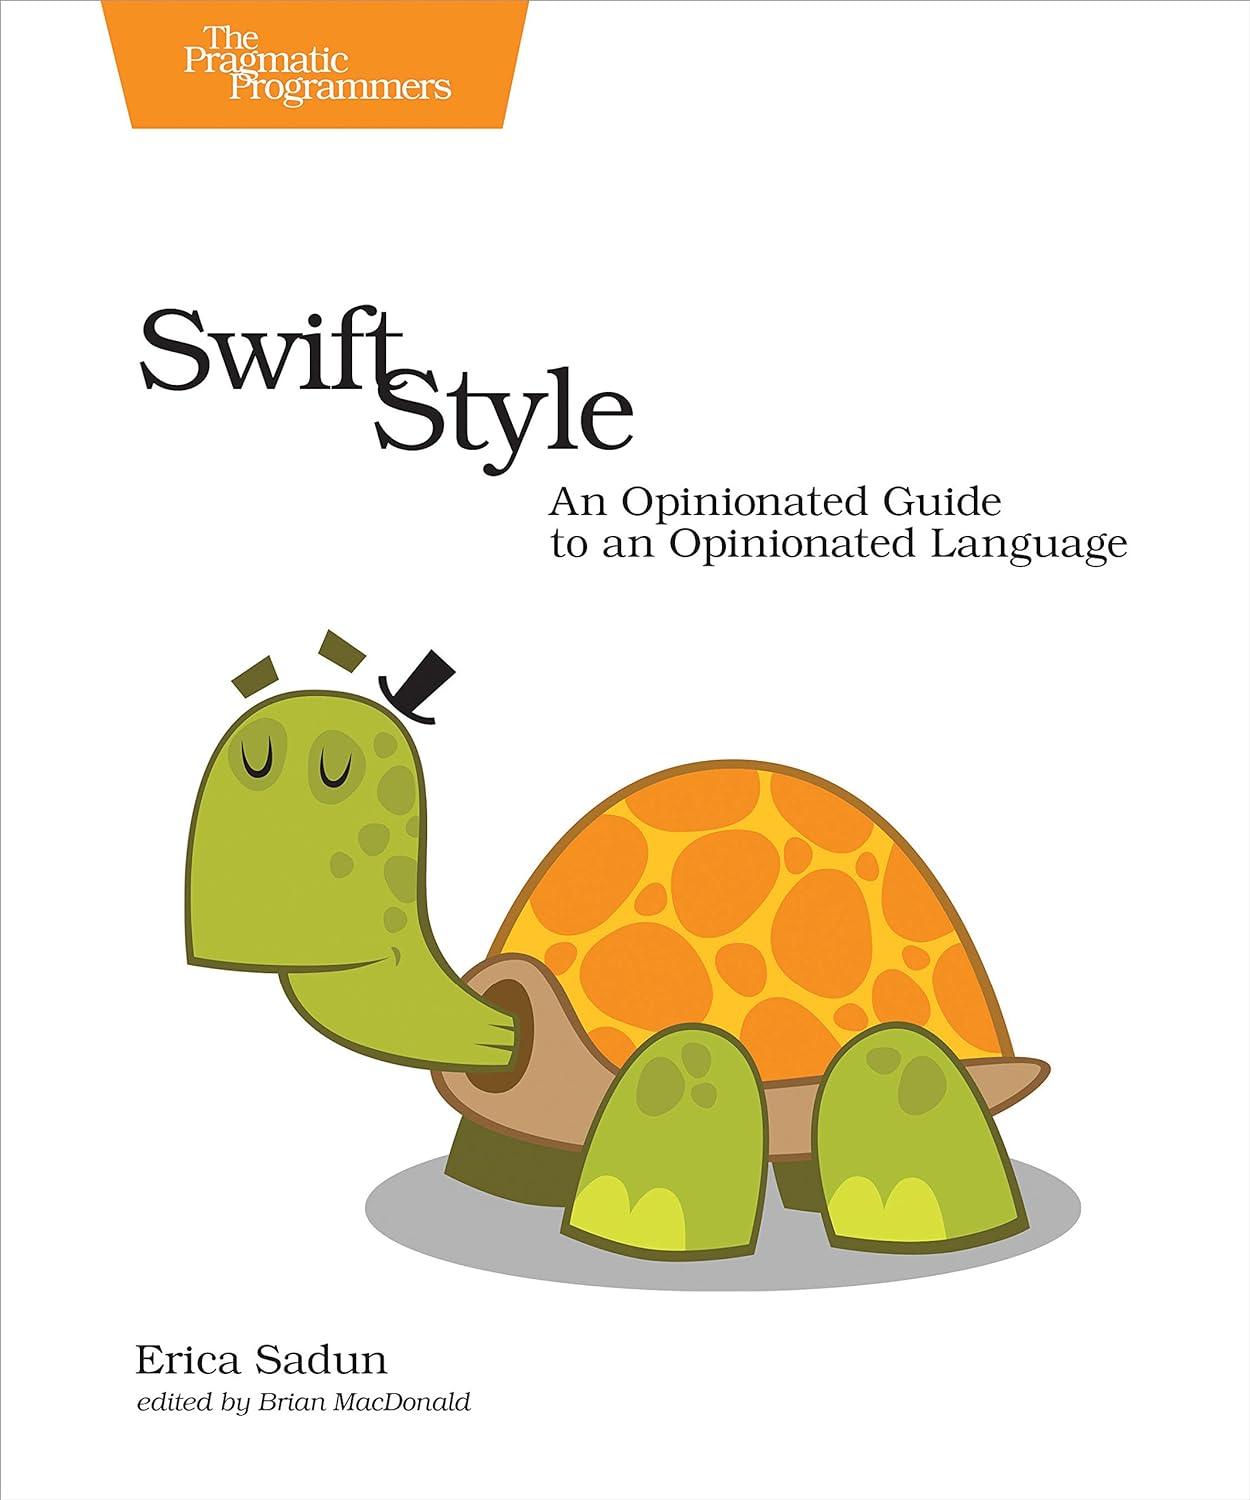 The
Pragmatic
Programmers
Swift
Style
An Opinionated Guide
to an Opinionated Language
Erica Sadun
edited by Brian MacDonald